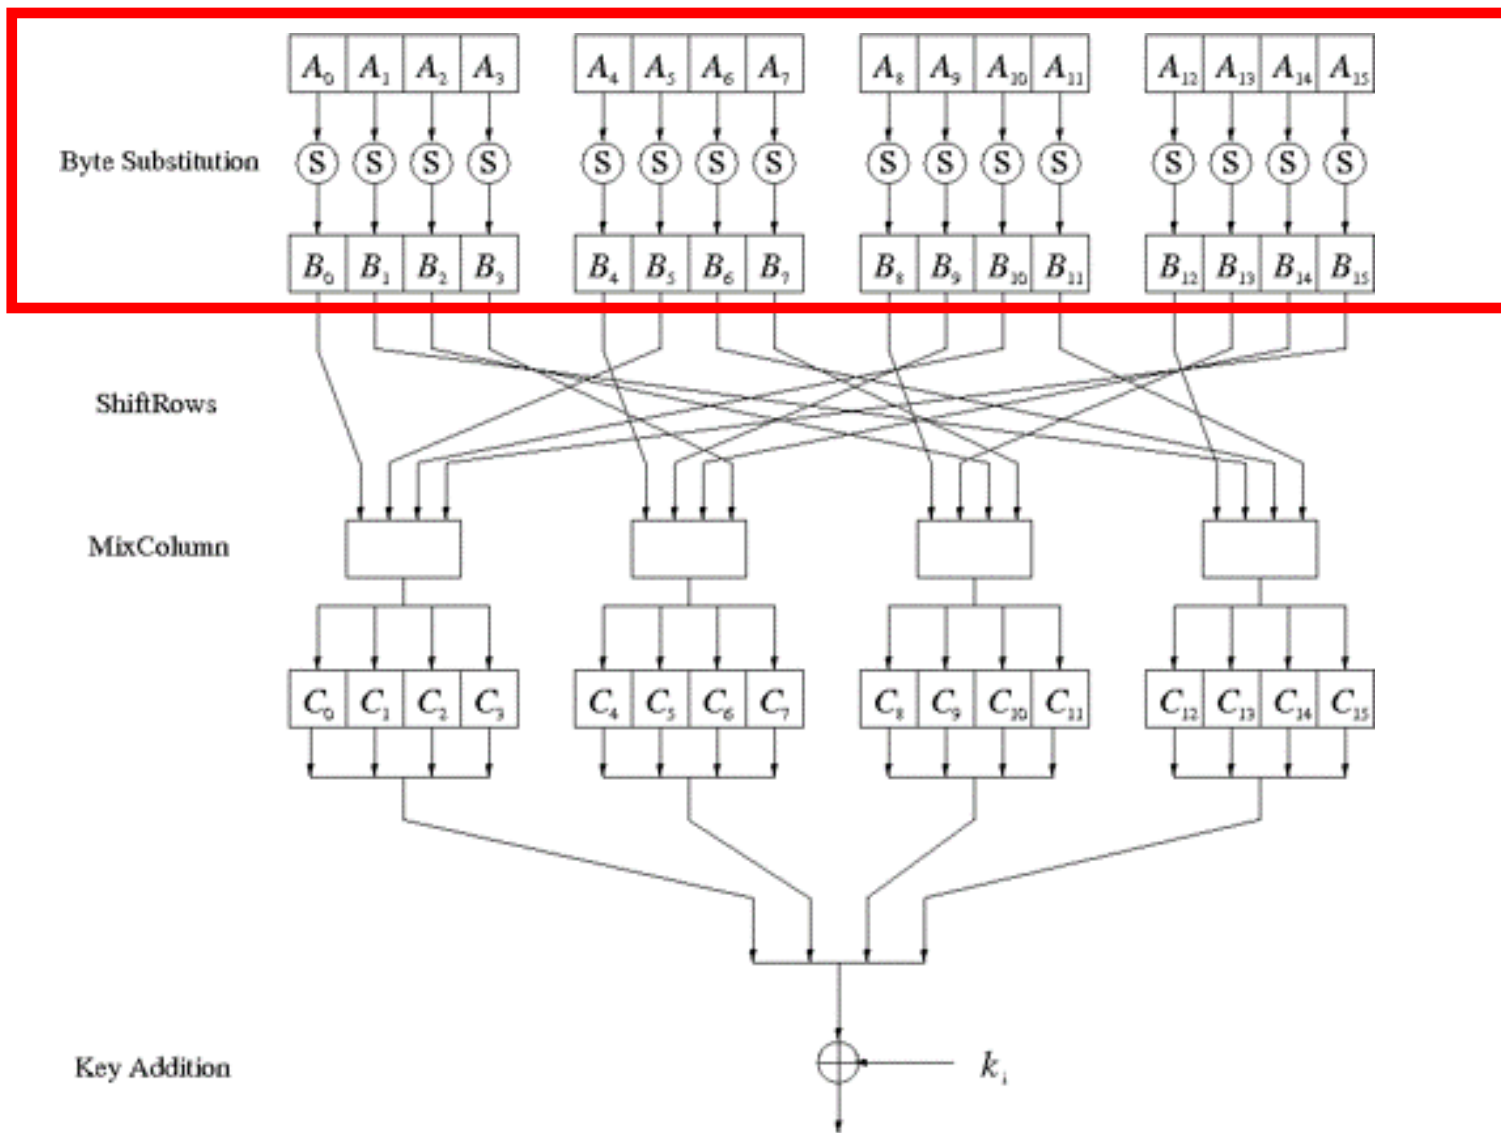 A₀ A₁ A₂ A₃ A₄ A₅ A₆ A₇ A₈ A₉ A₁₀ A₁₁ A₁₂ A₁₃ A₁₄ A₁₅
Byte Substitution S S S S S S S S S S S S S S S S
B₀ B₁ B₂ B₃ B₄ B₅ B₆ B₇ B₈ B₉ B₁₀ B₁₁ B₁₂ B₁₃ B₁₄ B₁₅
ShiftRows
MixColumn
C₀ C₁ C₂ C₃ C₄ C₅ C₆ C₇ C₈ C₉ C₁₀ C₁₁ C₁₂ C₁₃ C₁₄ C₁₅
Key Addition kᵢ